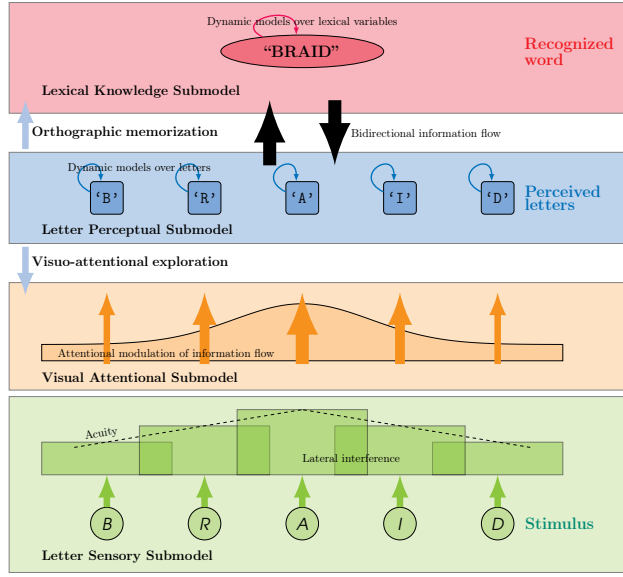 Dynamic models over lexical variables
“BRAID”
Recognized
word
Lexical Knowledge Submodel
Orthographic memorization
Bidirectional information flow
Dynamic models over letters
‘B’ ‘R’ ‘A’ ‘I’ ‘D’
Perceived
letters
Letter Perceptual Submodel
Visuo-attentional exploration
Attentional modulation of information flow
Visual Attentional Submodel
Acuity
Lateral interference
B R A I D
Stimulus
Letter Sensory Submodel